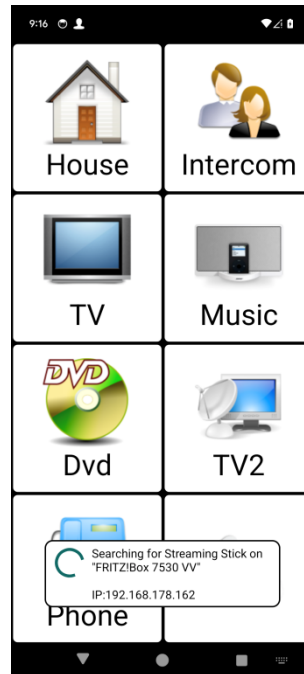 9:16
House
Intercom
TV
Music
DVD
Dvd
TV2
Searching for Streaming Stick on
"FRITZ!Box 7530 VV"
IP:192.168.178.162
Phone